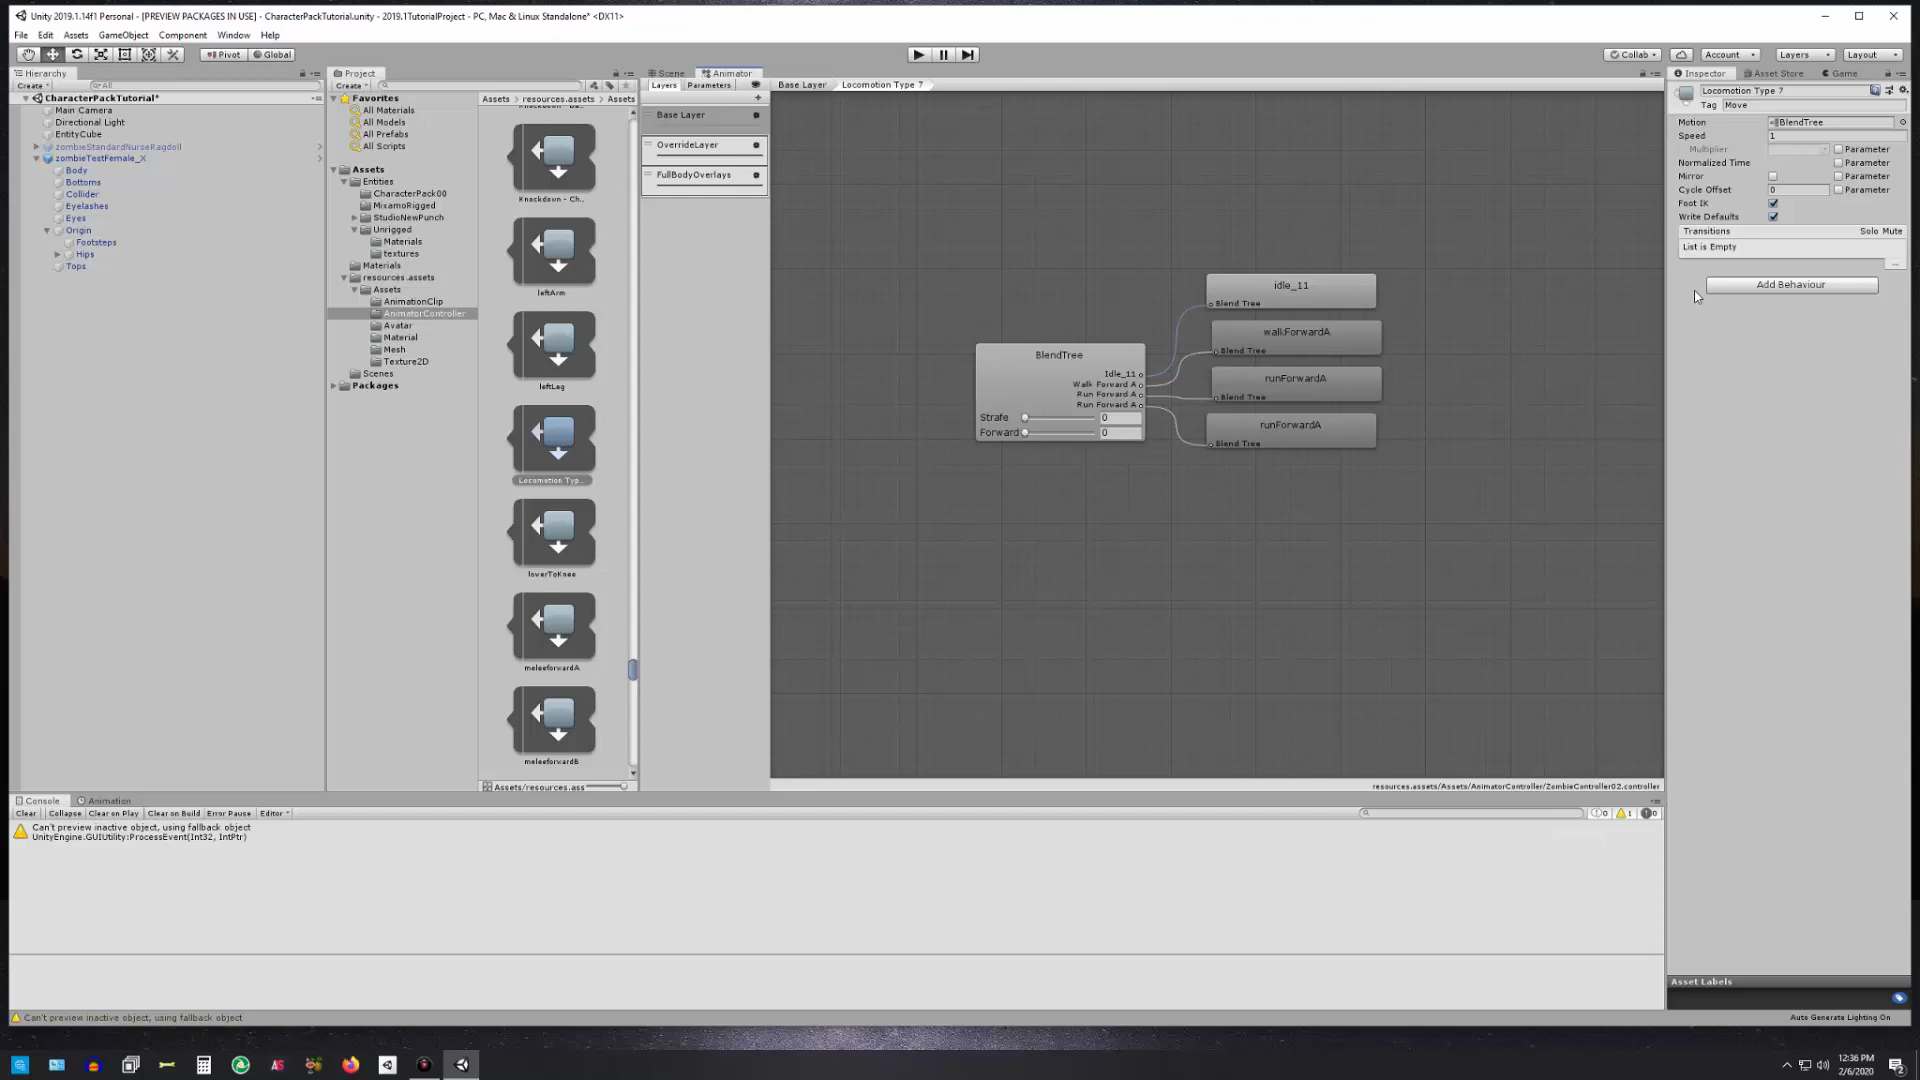 Unity 2019.1.14f1 Personal - [PREVIEW PACKAGES IN USE] - CharacterPackTutorial.unity - 2019.1TutorialProject - PC, Mac & Linux Standalone* <DX11>
File Edit Assets GameObject Component Window Help
Pivot Global Collab Account Layers Layout
Hierarchy
Create All
CharacterPackTutorial*
Main Camera
Directional Light
EntityCube
zombieStandardNurseRagdoll
zombieTestFemale_X
Body
Bottoms
Collider
Eyelashes
Eyes
Origin
Footsteps
Hips
Tops
Project
Create
Favorites
All Materials
All Models
All Prefabs
All Scripts
Assets
Entities
CharacterPack00
MixamoRigged
StudioNewPunch
Unrigged
Materials
textures
Materials
resources.assets
Assets
AnimationClip
AnimatorController
Avatar
Material
Mesh
Texture2D
Scenes
Packages
Assets resources.assets Assets
Knockdown - Ch...
leftArm
leftLeg
Locomotion Typ...
lowerToKnee
meleeforwardA
meleeforwardB
Assets/resources.ass
Scene Animator
Layers Parameters
Base Layer Locomotion Type 7
Base Layer
OverrideLayer
FullBodyOverlays
BlendTree
Idle_11
Walk Forward A
Run Forward A
Run Forward A
Strafe 0
Forward 0
idle_11
Blend Tree
walkForwardA
Blend Tree
runForwardA
Blend Tree
runForwardA
Blend Tree
resources.assets/Assets/AnimatorController/ZombieController02.controller
Inspector Asset Store Game
Locomotion Type 7
Tag Move
Motion BlendTree
Speed 1
Multiplier Parameter
Normalized Time Parameter
Mirror Parameter
Cycle Offset 0 Parameter
Foot IK
Write Defaults
Transitions Solo Mute
List is Empty
Add Behaviour
Asset Labels
Console Animation
Clear Collapse Clear on Play Clear on Build Error Pause Editor
0 1 0
Can't preview inactive object, using fallback object
UnityEngine.GUIUtility:ProcessEvent(Int32, IntPtr)
Can't preview inactive object, using fallback object
Auto Generate Lighting On
12:36 PM
2/6/2020